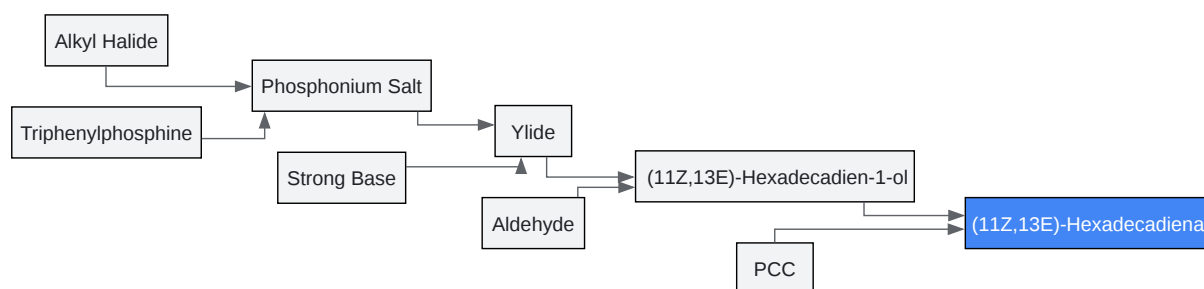 Alkyl Halide
Phosphonium Salt
Triphenylphosphine
Ylide
Strong Base
(11Z,13E)-Hexadecadien-1-ol
Aldehyde
(11Z,13E)-Hexadecadiena
PCC